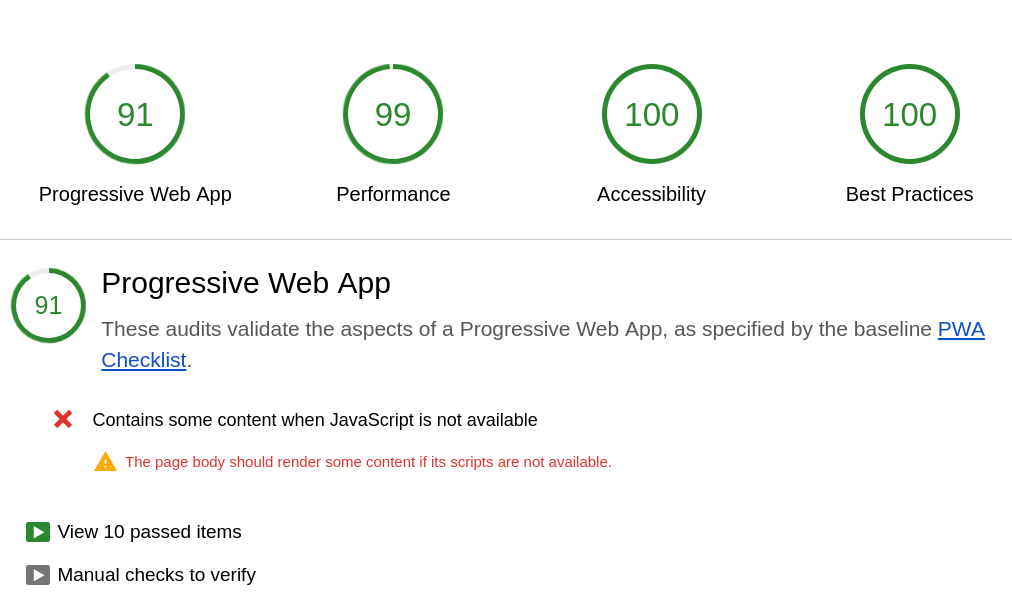 91 99 100 100
Progressive Web App Performance Accessibility Best Practices
91
Progressive Web App
These audits validate the aspects of a Progressive Web App, as specified by the baseline PWA
Checklist.
Contains some content when JavaScript is not available
The page body should render some content if its scripts are not available.
View 10 passed items
Manual checks to verify